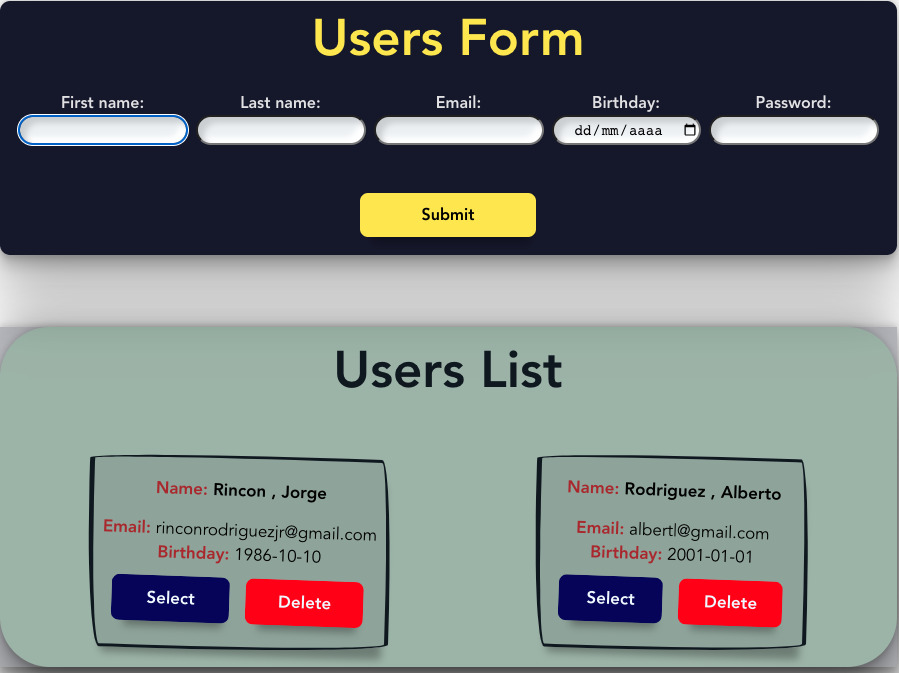 Users Form
First name: Last name: Email: Birthday: Password:
dd/mm/aaaa
Submit
Users List
Name: Rincon , Jorge
Email: rinconrodriguezjr@gmail.com
Birthday: 1986-10-10
Select Delete
Name: Rodriguez , Alberto
Email: albertl@gmail.com
Birthday: 2001-01-01
Select Delete